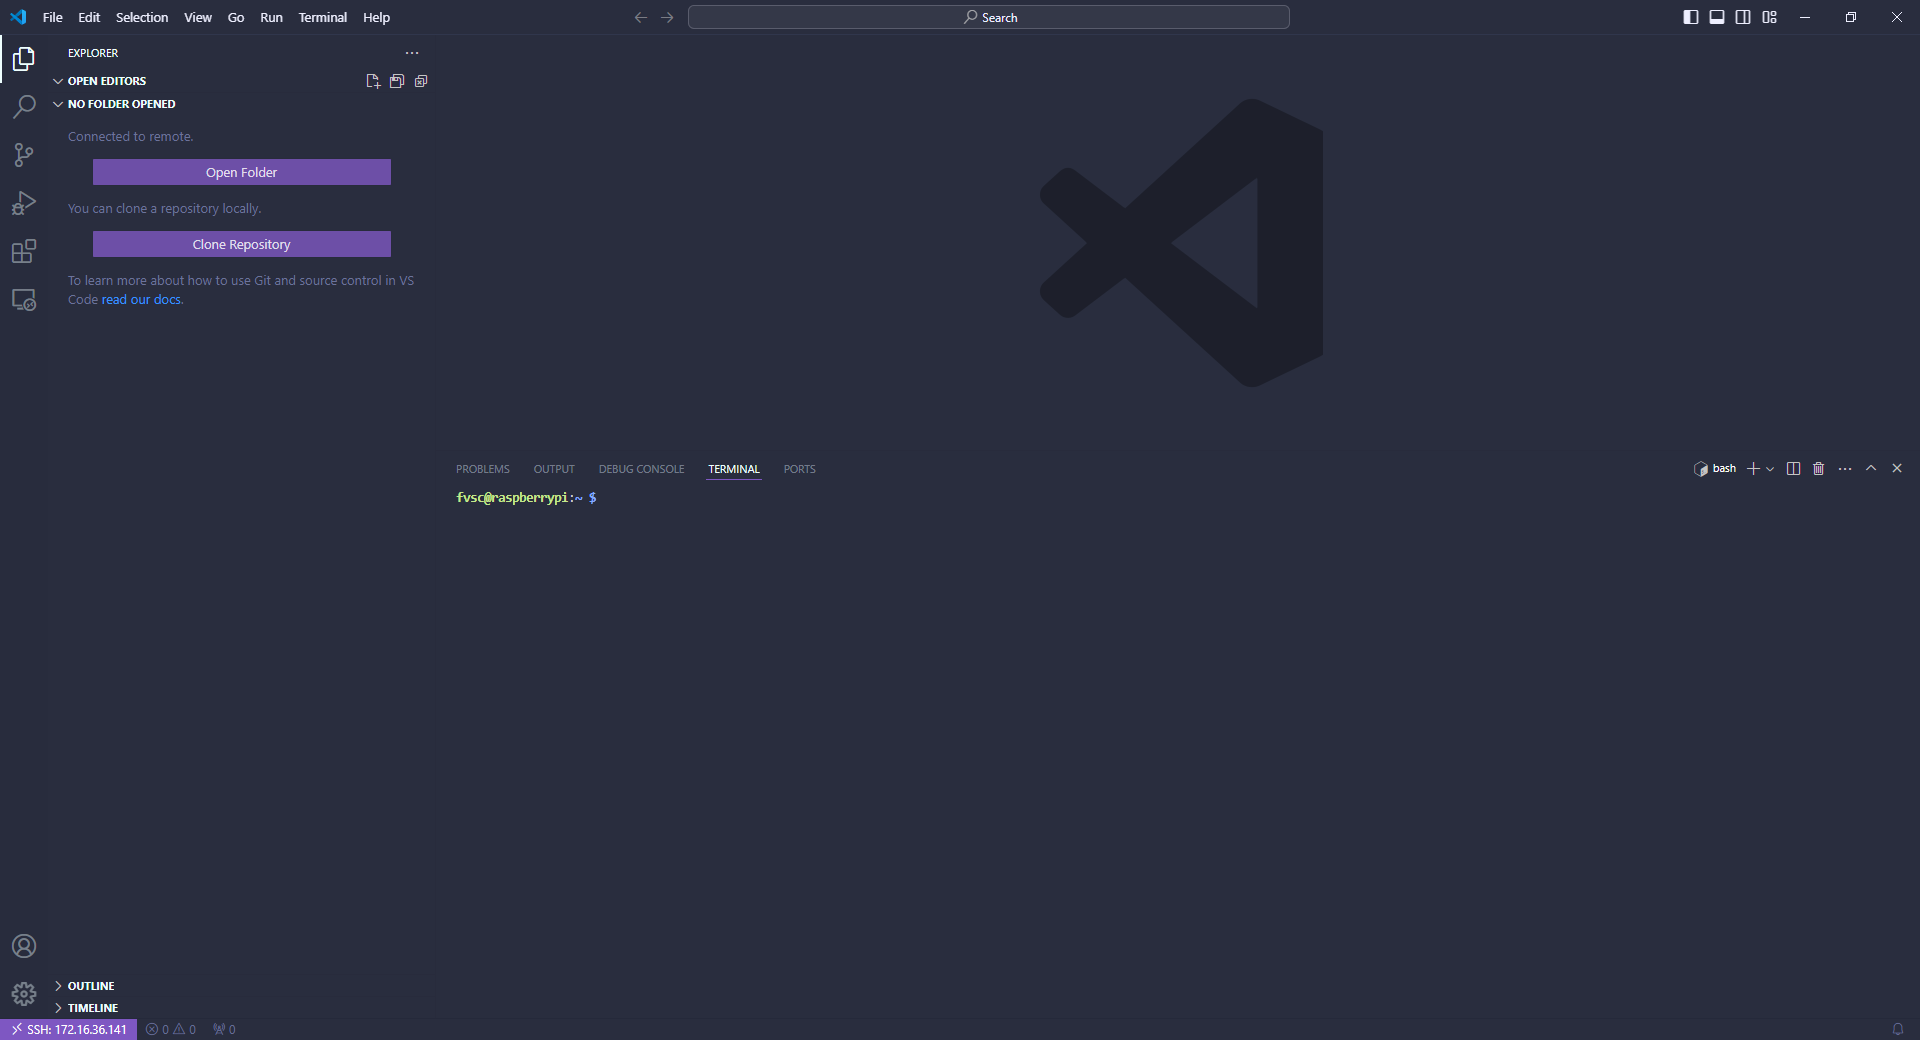 File Edit Selection View Go Run Terminal Help
Search
EXPLORER
OPEN EDITORS
NO FOLDER OPENED
Connected to remote.
Open Folder
You can clone a repository locally.
Clone Repository
To learn more about how to use Git and source control in VS
Code read our docs.
PROBLEMS OUTPUT DEBUG CONSOLE TERMINAL PORTS
bash
fvsc@raspberrypi:~ $
OUTLINE
TIMELINE
SSH: 172.16.36.141 0 0 0